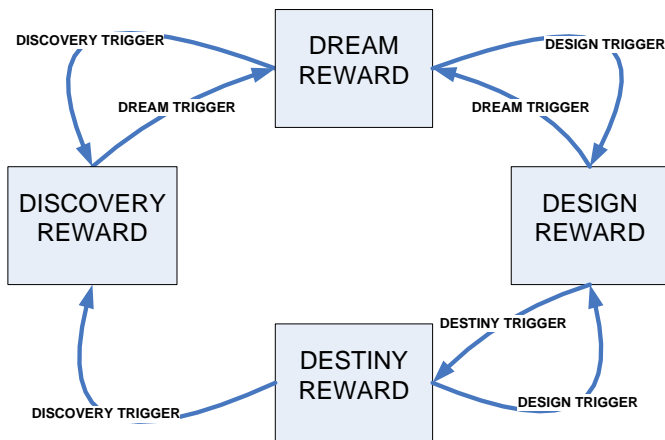 DISCOVERY TRIGGER
DREAM
REWARD
DESIGN TRIGGER
DREAM TRIGGER
DREAM TRIGGER
DISCOVERY
REWARD
DESIGN
REWARD
DESTINY TRIGGER
DESTINY
REWARD
DISCOVERY TRIGGER
DESIGN TRIGGER